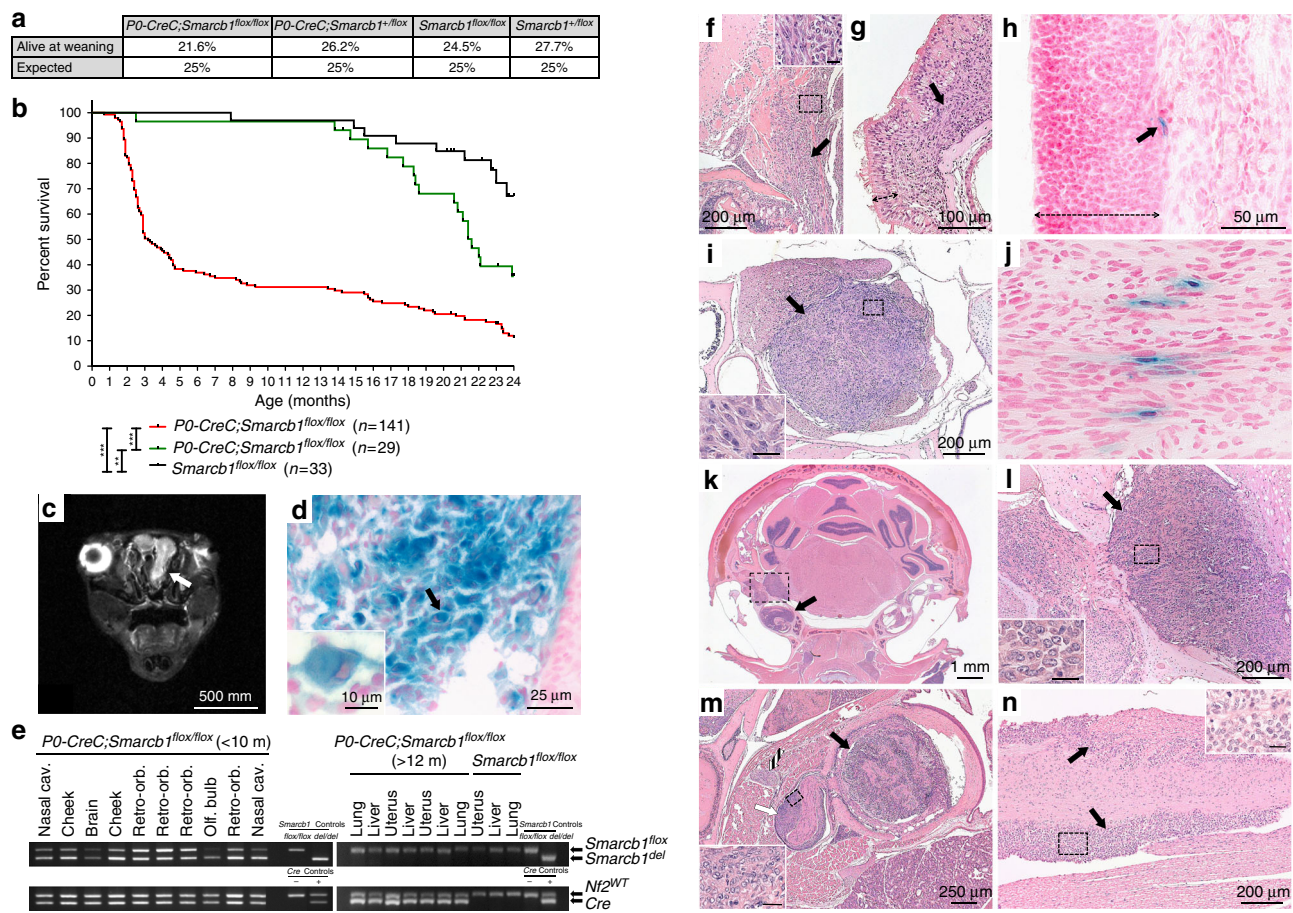 a
P0-CreC;Smarcb1flox/flox P0-CreC;Smarcb1+/flox Smarcb1flox/flox Smarcb1+/flox
Alive at weaning 21.6% 26.2% 24.5% 27.7%
Expected 25% 25% 25% 25%
b
Percent survival
100
90
80
70
60
50
40
30
20
10
0
0 1 2 3 4 5 6 7 8 9 10 11 12 13 14 15 16 17 18 19 20 21 22 23 24
Age (months)
*** ** ***
P0-CreC;Smarcb1flox/flox (n=141)
P0-CreC;Smarcb1flox/flox (n=29)
Smarcb1flox/flox (n=33)
c
500 mm
d
10 μm
25 μm
e
P0-CreC;Smarcb1flox/flox (<10 m)
Nasal cav. Cheek Brain Cheek Retro-orb. Retro-orb. Retro-orb. Olf. bulb Retro-orb. Nasal cav.
Smarcb1 Controls
flox/flox del/del
Cre Controls
− +
P0-CreC;Smarcb1flox/flox
(>12 m)
Smarcb1flox/flox
Lung Liver Uterus Liver Uterus Liver Lung Uterus Liver Lung
Smarcb1 Controls
flox/flox del/del
Smarcb1flox
Smarcb1del
Cre Controls
− +
Nf2WT
Cre
f
200 μm
g
100 μm
h
50 μm
i
200 μm
j
k
1 mm
l
200 μm
m
250 μm
n
200 μm